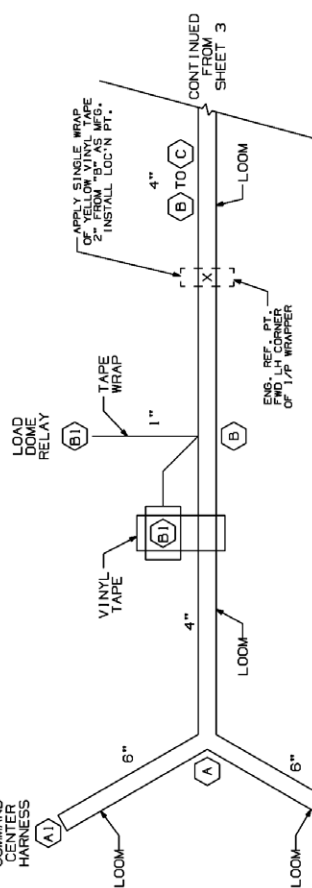 COMMAND
CENTER
HARNESS
A1
LOOM
6"
A
LOOM
6"
VINYL
TAPE
B1
4"
LOOM
LOAD
DOME
RELAY
B1
TAPE
WRAP
1"
B
APPLY SINGLE WRAP
OF YELLOW VINYL TAPE
2" FROM "B" AS MFG.
INSTALL LOC'N PT.
X
ENG. REF. PT.
FWD LH CORNER
OF I/P WRAPPER
4"
B TO C
LOOM
CONTINUED
FROM
SHEET 3